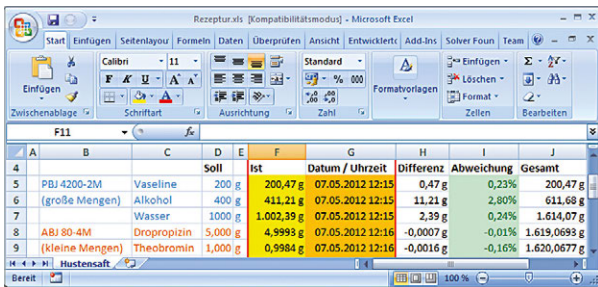 Rezeptur.xls [Kompatibilitätsmodus] - Microsoft Excel
Start Einfügen Seitenlayou Formeln Daten Überprüfen Ansicht Entwicklertc Add-Ins Solver Foun Team
Einfügen
Zwischenablage
Calibri 11
F K U A A
Schriftart
Ausrichtung
Standard
% 000
Zahl
Formatvorlagen
Einfügen
Löschen
Format
Zellen
Σ
Bearbeiten
F11 fx
A B C D E F G H I J
4 Soll Ist Datum / Uhrzeit Differenz Abweichung Gesamt
5 PBJ 4200-2M Vaseline 200 g 200,47 g 07.05.2012 12:15 0,47 g 0,23% 200,47 g
6 (große Mengen) Alkohol 400 g 411,21 g 07.05.2012 12:15 11,21 g 2,80% 611,68 g
7 Wasser 1000 g 1.002,39 g 07.05.2012 12:15 2,39 g 0,24% 1.614,07 g
8 ABJ 80-4M Dropropizin 5,000 g 4,9993 g 07.05.2012 12:16 -0,0007 g -0,01% 1.619,0693 g
9 (kleine Mengen) Theobromin 1,000 g 0,9984 g 07.05.2012 12:16 -0,0016 g -0,16% 1.620,0677 g
Hustensaft
Bereit 100 %